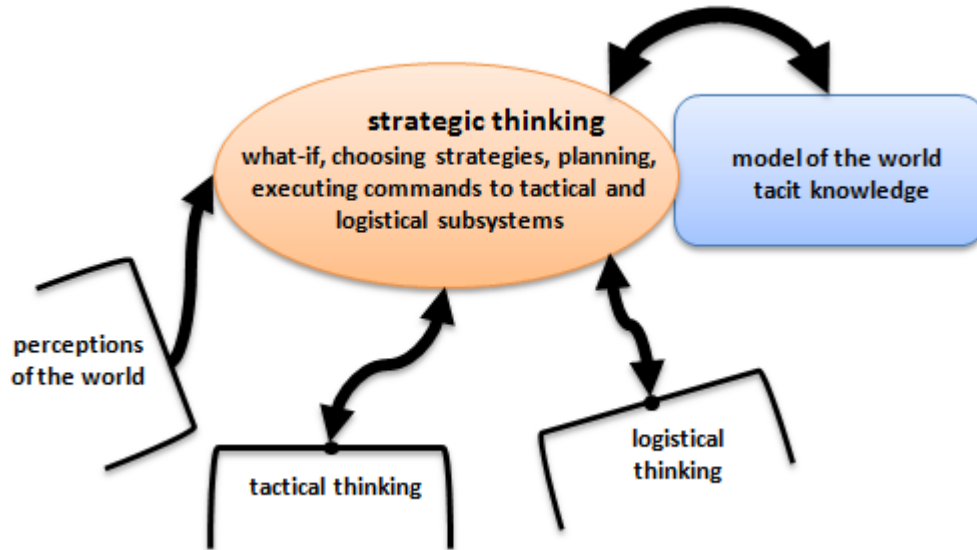 strategic thinking
what-if, choosing strategies, planning,
executing commands to tactical and
logistical subsystems
model of the world
tacit knowledge
perceptions
of the world
tactical thinking
logistical
thinking